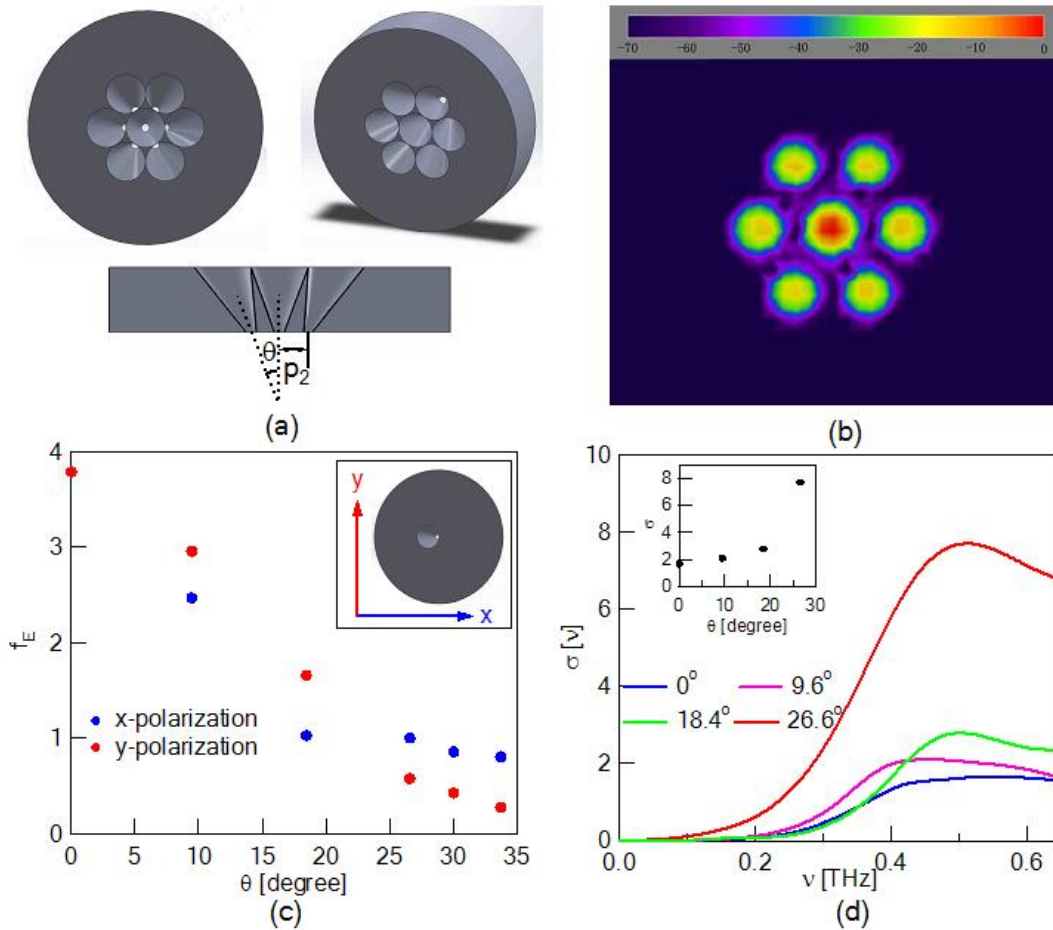 θ
p₂
(a)
-70 -60 -50 -40 -30 -20 -10 0
(b)
4
3
2
1
0
f_E
y
x
x-polarization
y-polarization
0 5 10 15 20 25 30 35
θ [degree]
(c)
10
8
6
4
2
0
σ [ν]
8
6
4
2
0
σ
0 10 20 30
θ [degree]
0° 9.6°
18.4° 26.6°
0.0 0.2 0.4 0.6
ν [THz]
(d)